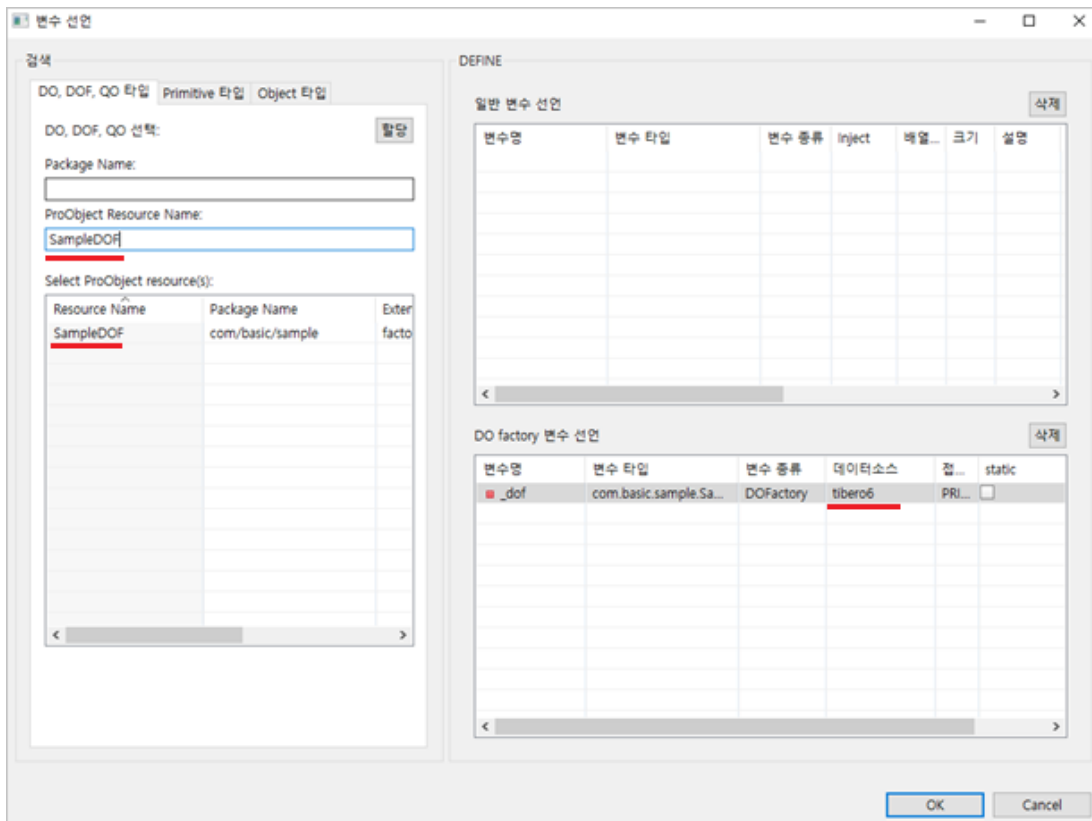 변수 선언
검색
DO, DOF, QO 타입 Primitive 타입 Object 타입
DO, DOF, QO 선택: 할당
Package Name:
ProObject Resource Name:
SampleDOF
Select ProObject resource(s):
Resource Name Package Name Exter
SampleDOF com/basic/sample facto
DEFINE
일반 변수 선언 삭제
변수명 변수 타입 변수 종류 Inject 배열... 크기 설명
DO factory 변수 선언 삭제
변수명 변수 타입 변수 종류 데이터소스 접... static
_dof com.basic.sample.Sa... DOFactory tibero6 PRI...
OK Cancel